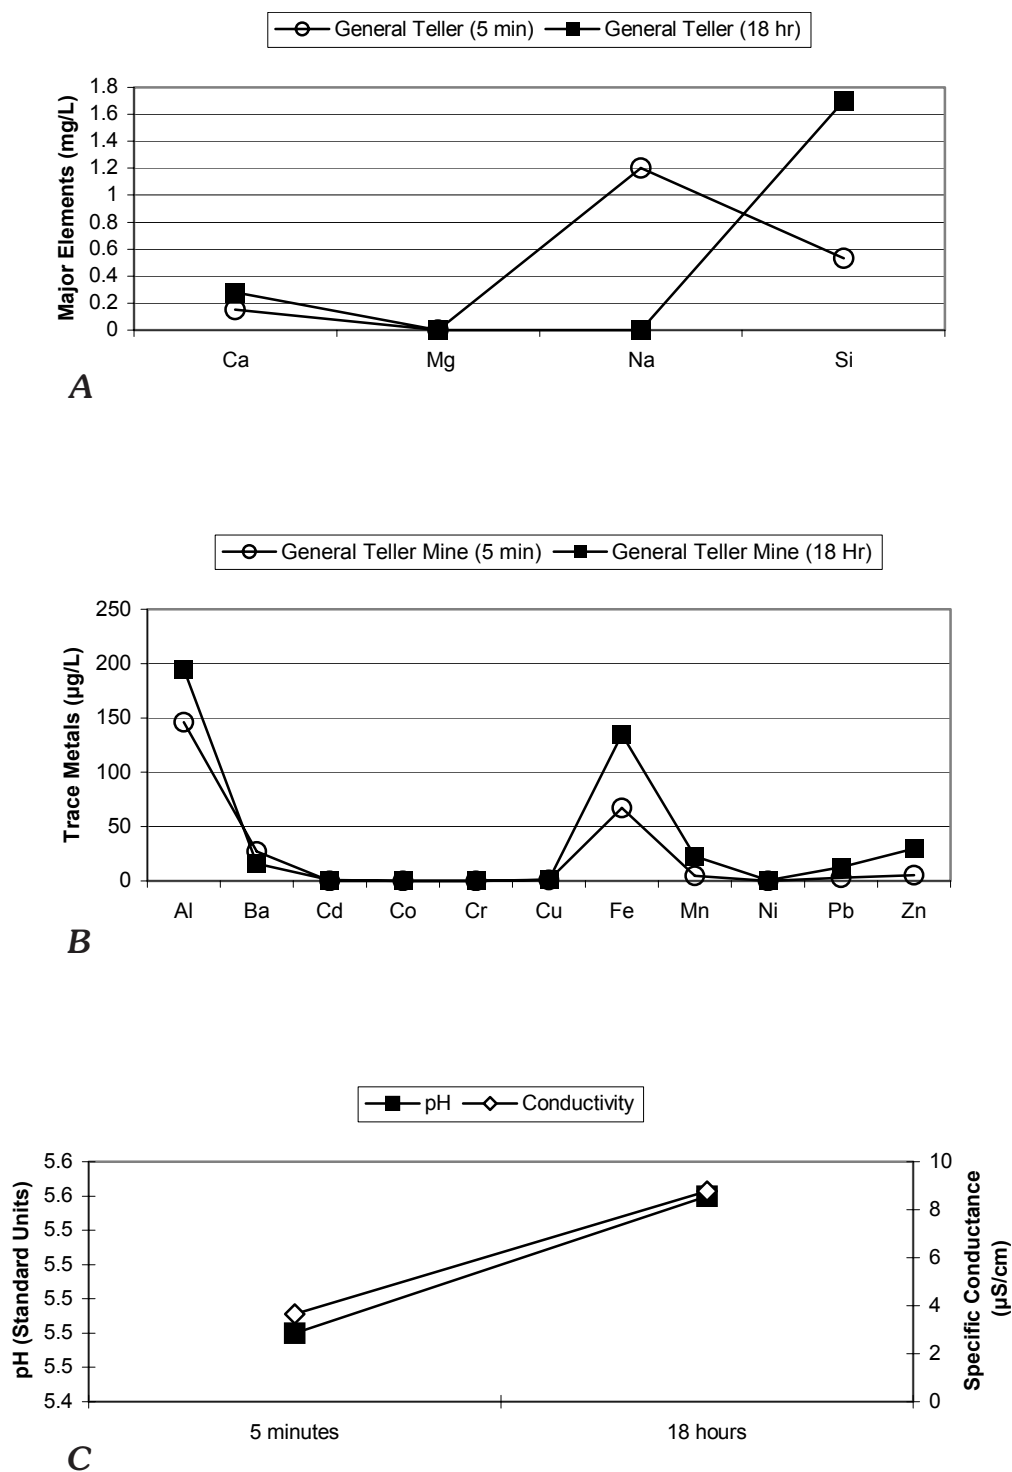 General Teller (5 min) General Teller (18 hr)
Major Elements (mg/L)
1.8
1.6
1.4
1.2
1
0.8
0.6
0.4
0.2
0
Ca Mg Na Si
A
General Teller Mine (5 min) General Teller Mine (18 Hr)
Trace Metals (µg/L)
250
200
150
100
50
0
Al Ba Cd Co Cr Cu Fe Mn Ni Pb Zn
B
pH Conductivity
pH (Standard Units)
5.6
5.6
5.5
5.5
5.5
5.5
5.5
5.4
10
8
6
4
2
0
Specific Conductance
(µS/cm)
5 minutes 18 hours
C